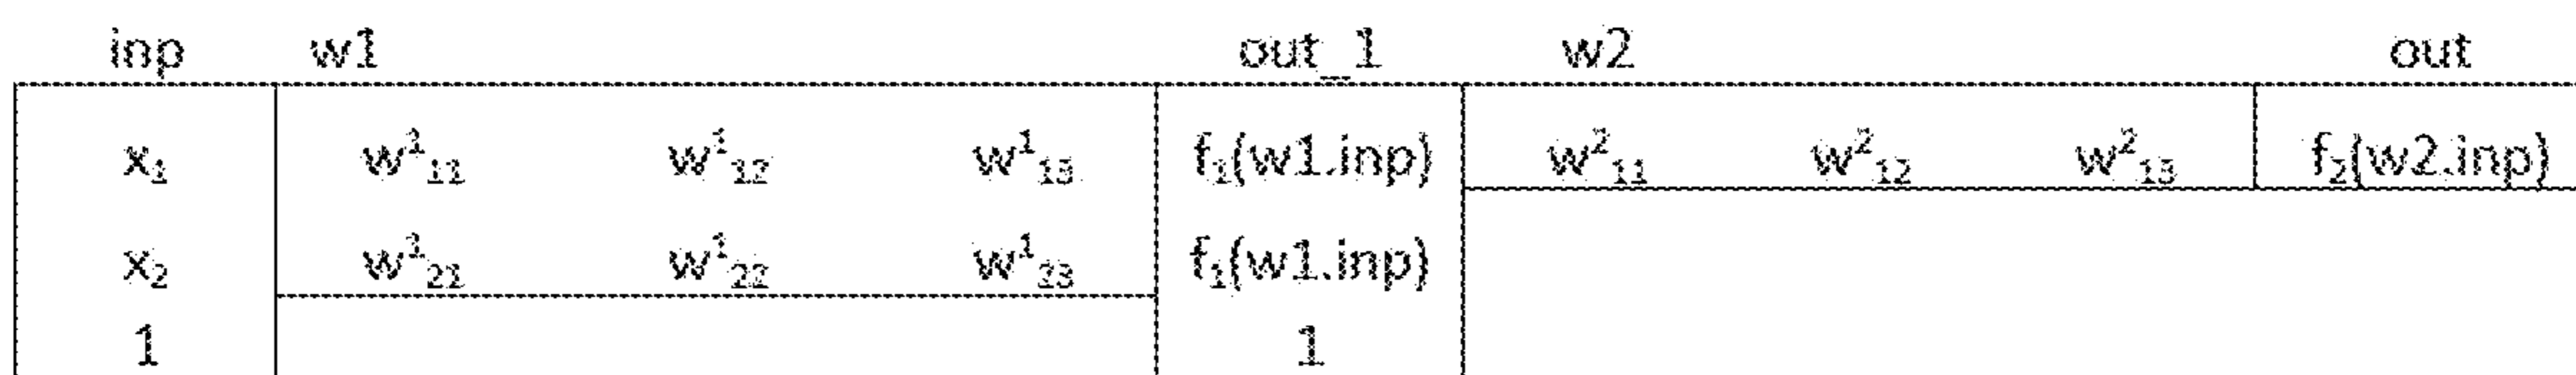 inp w1 out_1 w2 out
x₁ w¹₁₁ w¹₁₂ w¹₁₃ f₁(w1.inp) w²₁₁ w²₁₂ w²₁₃ f₂(w2.inp)
x₂ w¹₂₁ w¹₂₂ w¹₂₃ f₁(w1.inp)
1 1